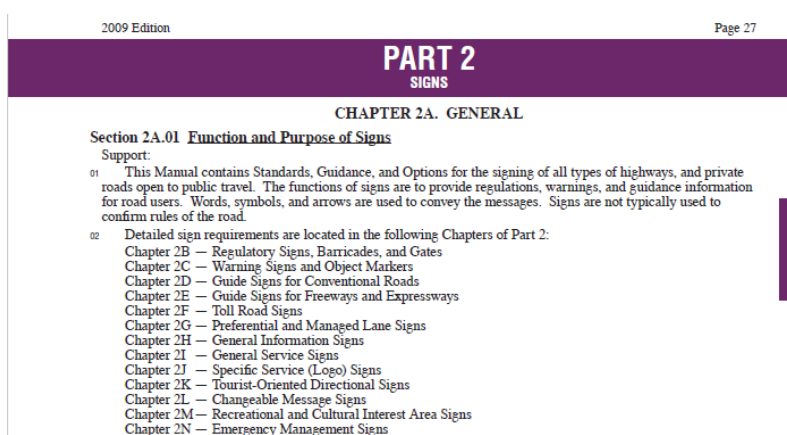 2009 Edition Page 27
PART 2
SIGNS
CHAPTER 2A. GENERAL
Section 2A.01 Function and Purpose of Signs
Support:
01 This Manual contains Standards, Guidance, and Options for the signing of all types of highways, and private
roads open to public travel. The functions of signs are to provide regulations, warnings, and guidance information
for road users. Words, symbols, and arrows are used to convey the messages. Signs are not typically used to
confirm rules of the road.
02 Detailed sign requirements are located in the following Chapters of Part 2:
Chapter 2B — Regulatory Signs, Barricades, and Gates
Chapter 2C — Warning Signs and Object Markers
Chapter 2D — Guide Signs for Conventional Roads
Chapter 2E — Guide Signs for Freeways and Expressways
Chapter 2F — Toll Road Signs
Chapter 2G — Preferential and Managed Lane Signs
Chapter 2H — General Information Signs
Chapter 2I — General Service Signs
Chapter 2J — Specific Service (Logo) Signs
Chapter 2K — Tourist-Oriented Directional Signs
Chapter 2L — Changeable Message Signs
Chapter 2M — Recreational and Cultural Interest Area Signs
Chapter 2N — Emergency Management Signs